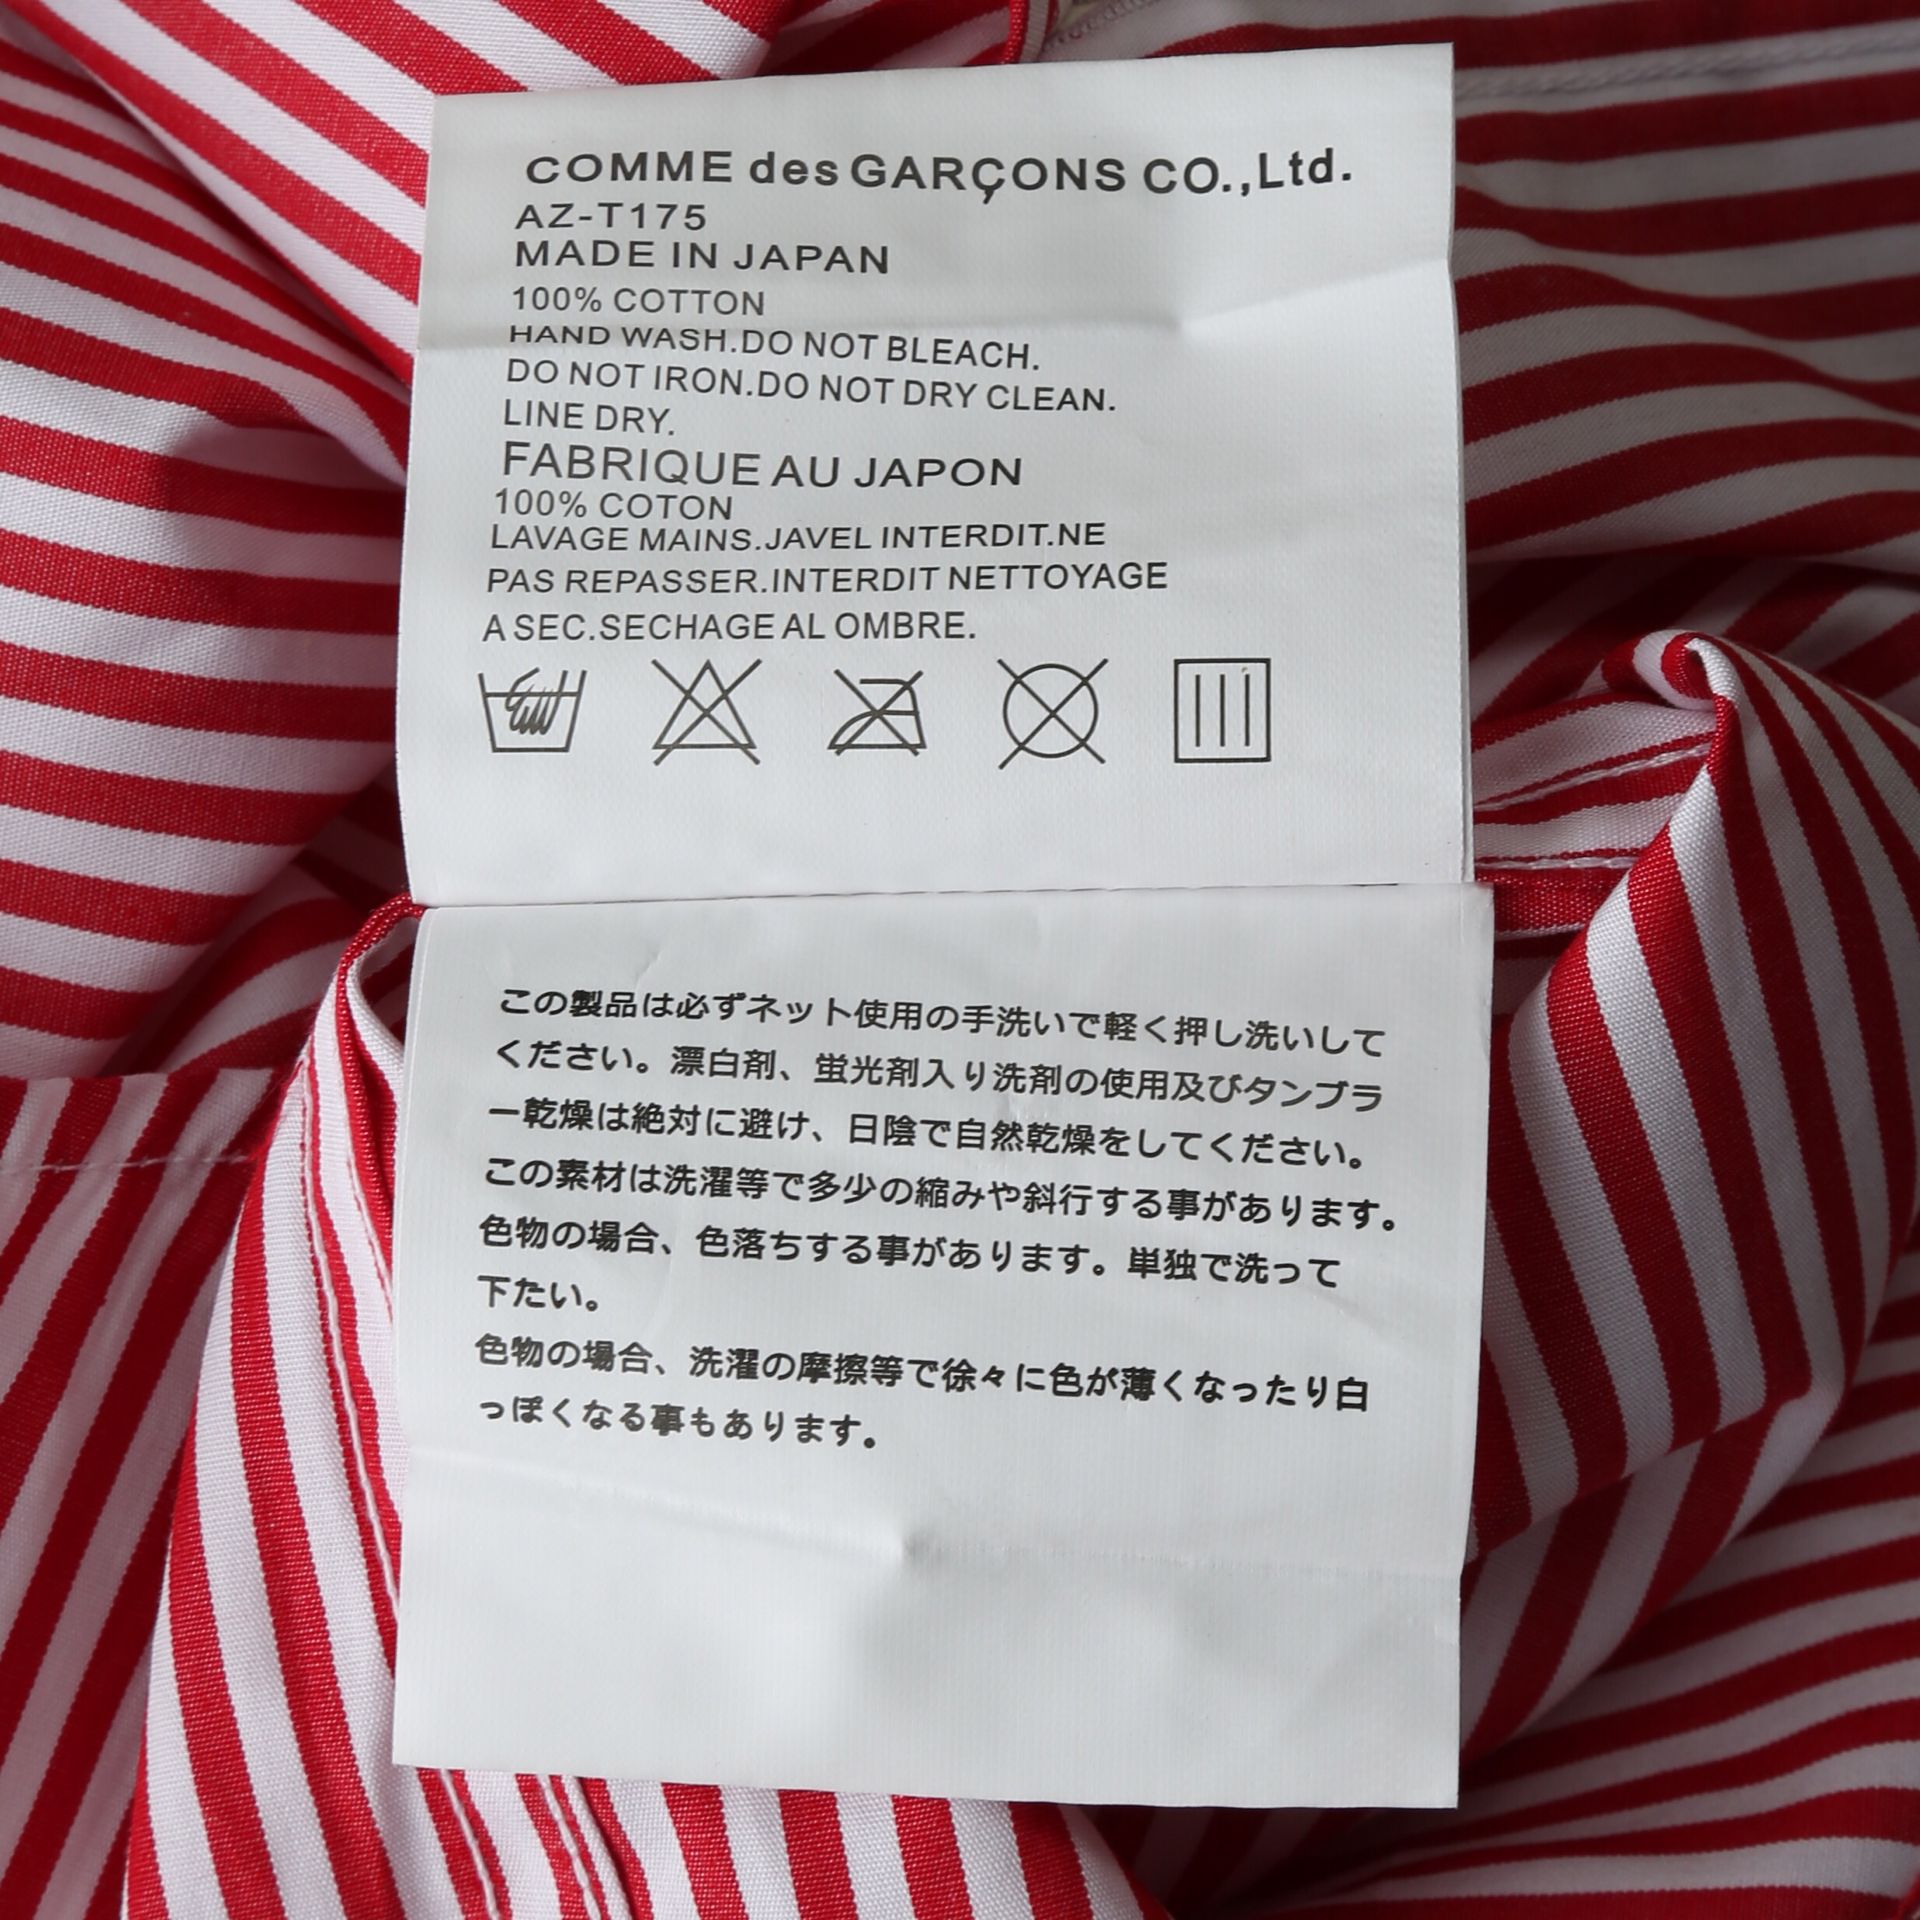 COMME des GARÇONS CO.,Ltd.
AZ-T175
MADE IN JAPAN
100% COTTON
HAND WASH.DO NOT BLEACH.
DO NOT IRON.DO NOT DRY CLEAN.
LINE DRY.
FABRIQUE AU JAPON
100% COTON
LAVAGE MAINS.JAVEL INTERDIT.NE
PAS REPASSER.INTERDIT NETTOYAGE
A SEC.SECHAGE AL OMBRE.
この製品は必ずネット使用の手洗いで軽く押し洗いして
ください。漂白剤、蛍光剤入り洗剤の使用及びタンブラ
ー乾燥は絶対に避け、日陰で自然乾燥をしてください。
この素材は洗濯等で多少の縮みや斜行する事があります。
色物の場合、色落ちする事があります。単独で洗って
下たい。
色物の場合、洗濯の摩擦等で徐々に色が薄くなったり白
っぽくなる事もあります。